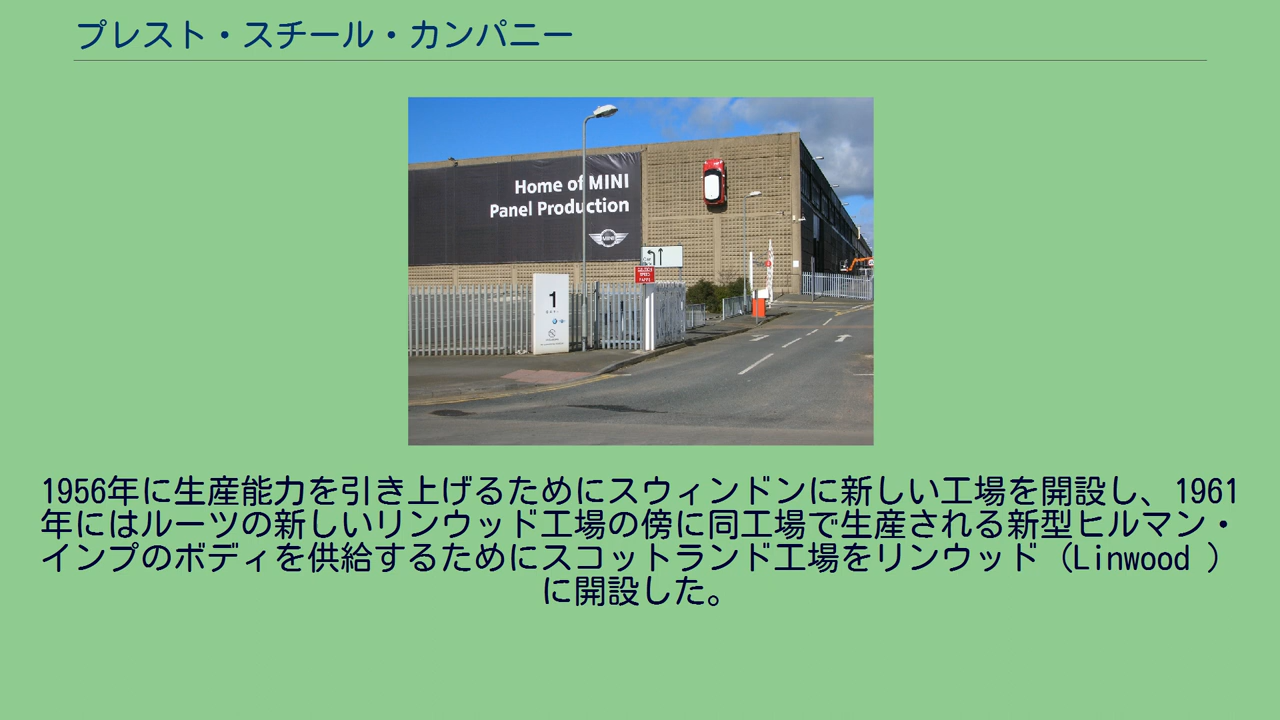 プレスト・スチール・カンパニー
Home of MINI
Panel Production
MINI
1
1956年に生産能力を引き上げるためにスウィンドンに新しい工場を開設し、1961
年にはルーツの新しいリンウッド工場の傍に同工場で生産される新型ヒルマン・
インプのボディを供給するためにスコットランド工場をリンウッド（Linwood ）
に開設した。